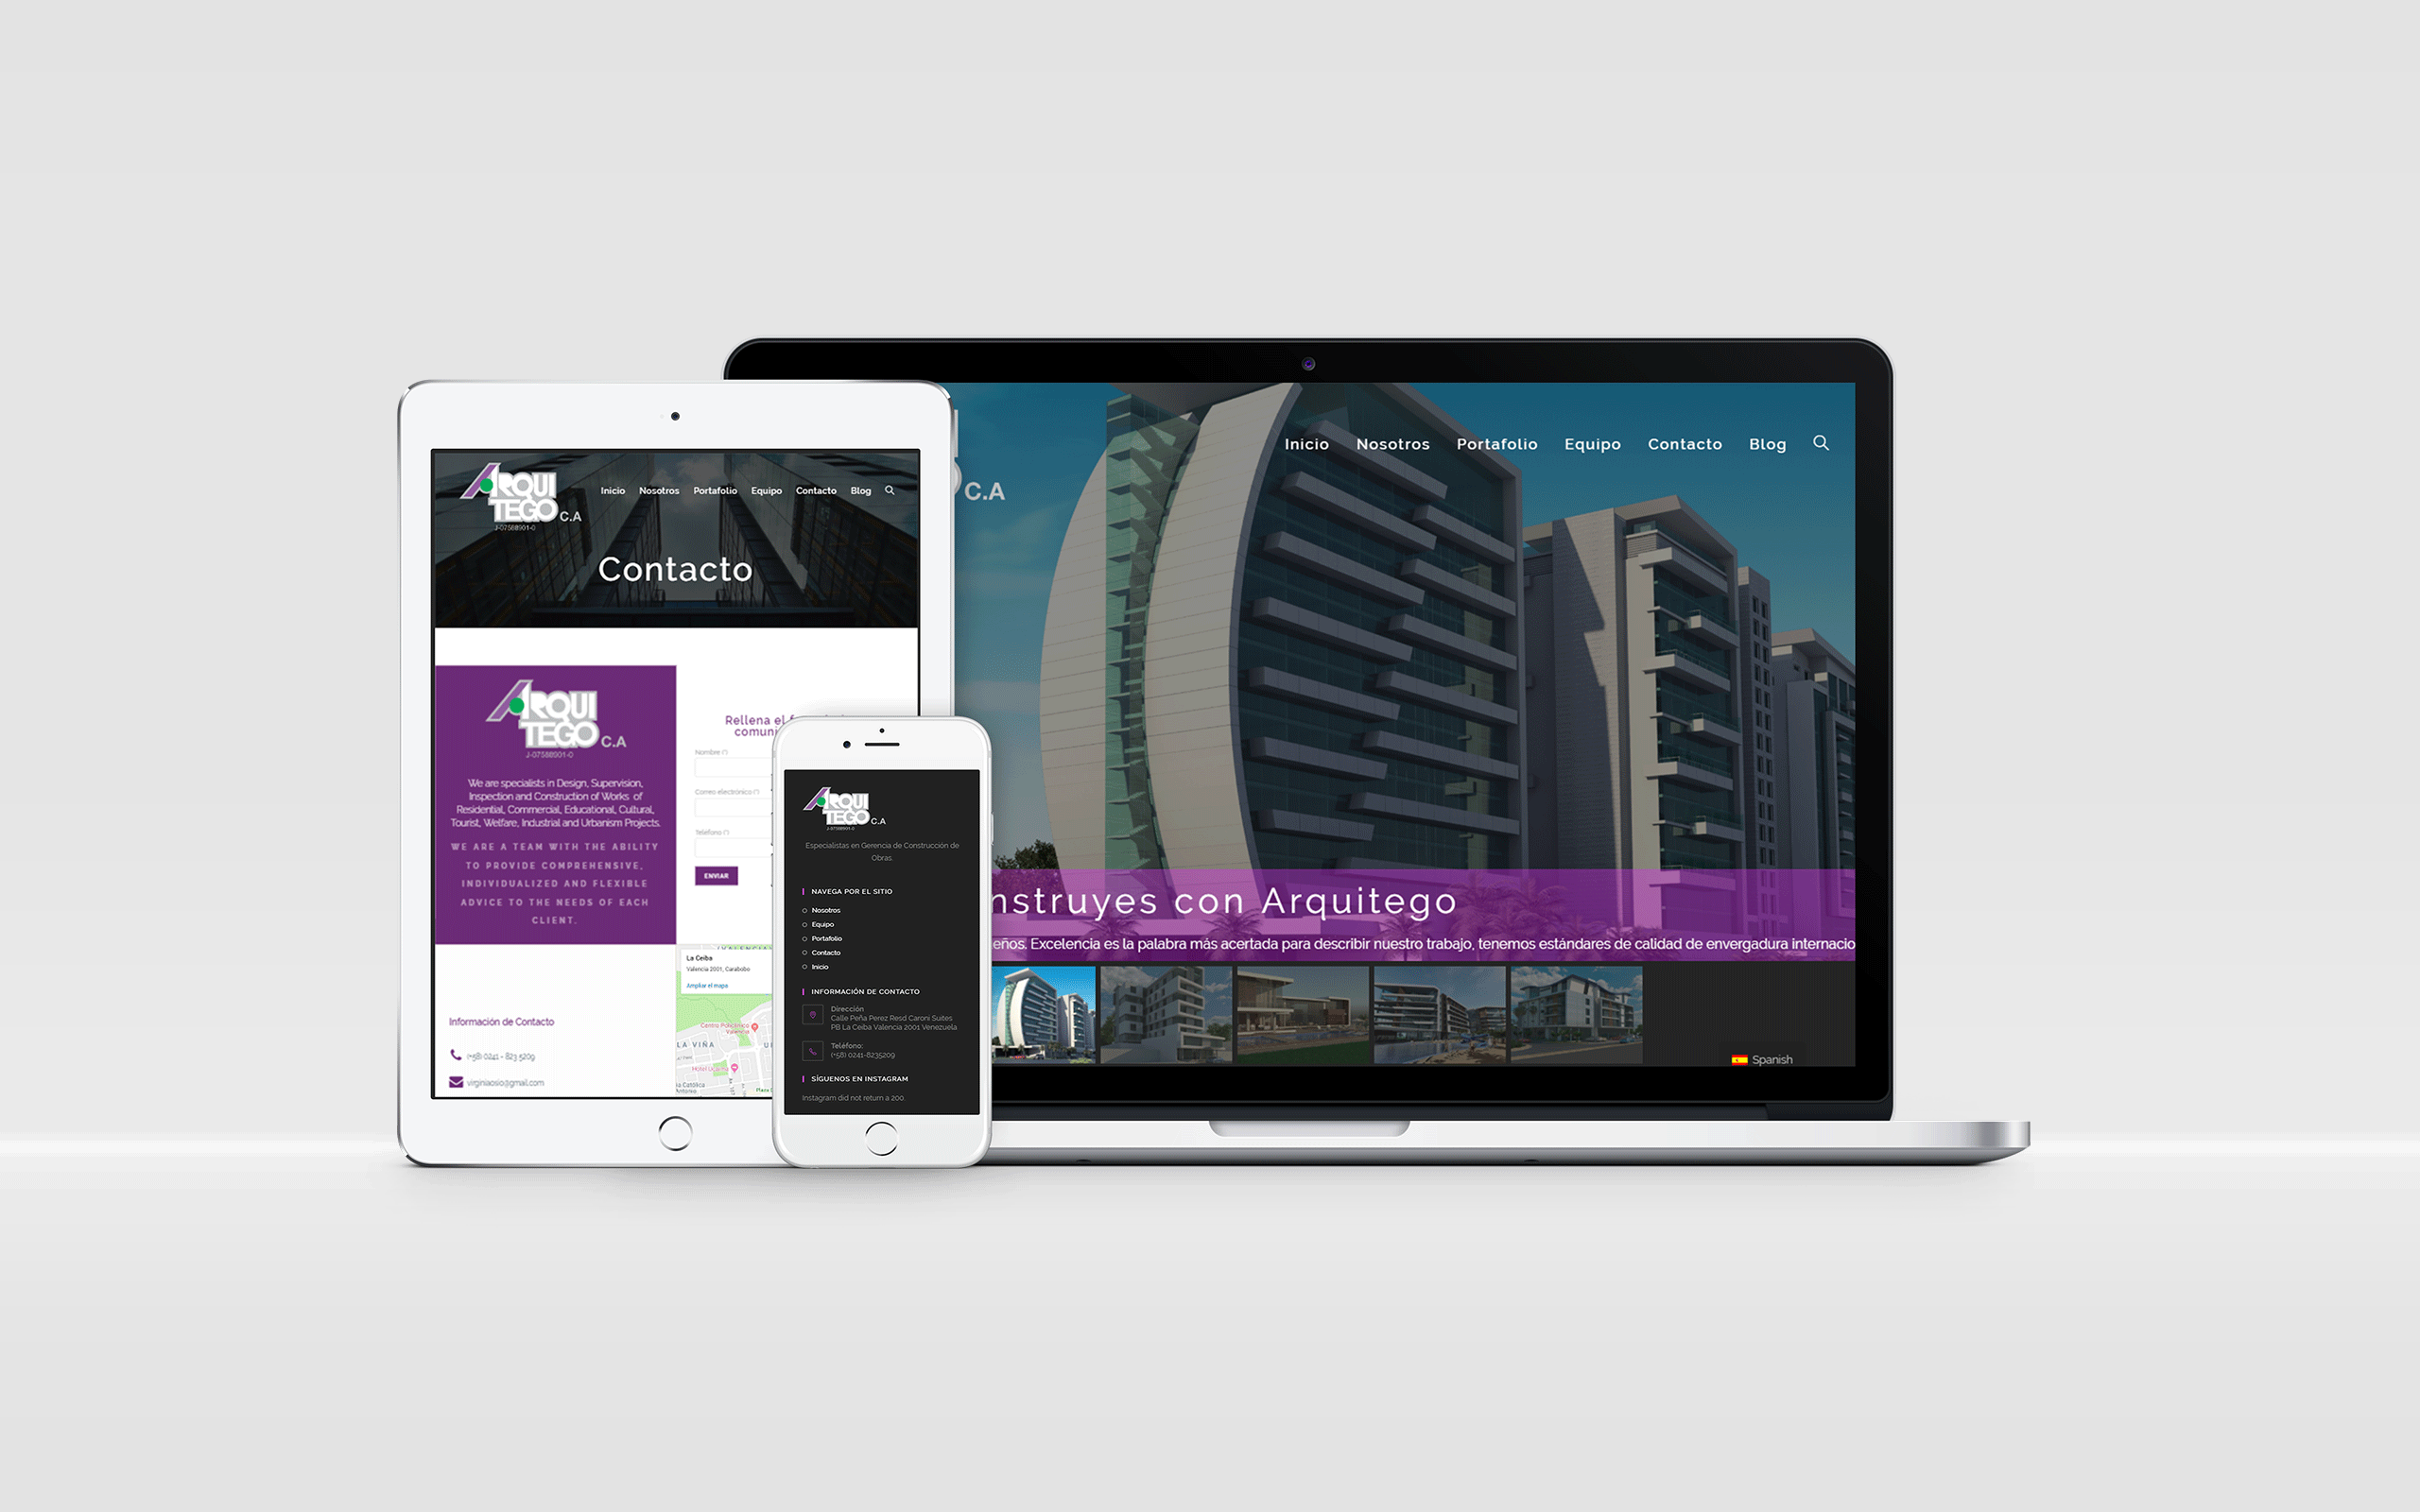 Inicio Nosotros Portafolio Equipo Contacto Blog
C.A
nstruyes con Arquitego
eños. Excelencia es la palabra más acertada para describir nuestro trabajo, tenemos estándares de calidad de envergadura internacio
Spanish
ARQUI
TEGO C.A
J-07588901-0
Inicio Nosotros Portafolio Equipo Contacto Blog
Contacto
ARQUI
TEGO C.A
J-07588901-0
We are specialists in Design, Supervision,
Inspection and Construction of Works of
Residential, Commercial, Educational, Cultural,
Tourist, Welfare, Industrial and Urbanism Projects.
WE ARE A TEAM WITH THE ABILITY
TO PROVIDE COMPREHENSIVE,
INDIVIDUALIZED AND FLEXIBLE
ADVICE TO THE NEEDS OF EACH
CLIENT.
Rellena el
comuni
Nombre (*)
Correo electrónico (*)
Telefono (*)
ENVIAR
La Ceiba
Valencia 2001, Carabobo
Ampliar el mapa
Centro Policlínico
Valencia
LA VIÑA
Información de Contacto
(+58) 0241 - 823 5209
virginiaosio@gmail.com
ARQUI
TEGO C.A
J-07588901-0
Especialistas en Gerencia de Construcción de
Obras.
NAVEGA POR EL SITIO
Nosotros
Equipo
Portafolio
Contacto
Inicio
INFORMACIÓN DE CONTACTO
Dirección
Calle Peña Perez Resd Caroni Suites
PB La Ceiba Valencia 2001 Venezuela
Teléfono:
(+58) 0241-8235209
SÍGUENOS EN INSTAGRAM
Instagram did not return a 200.